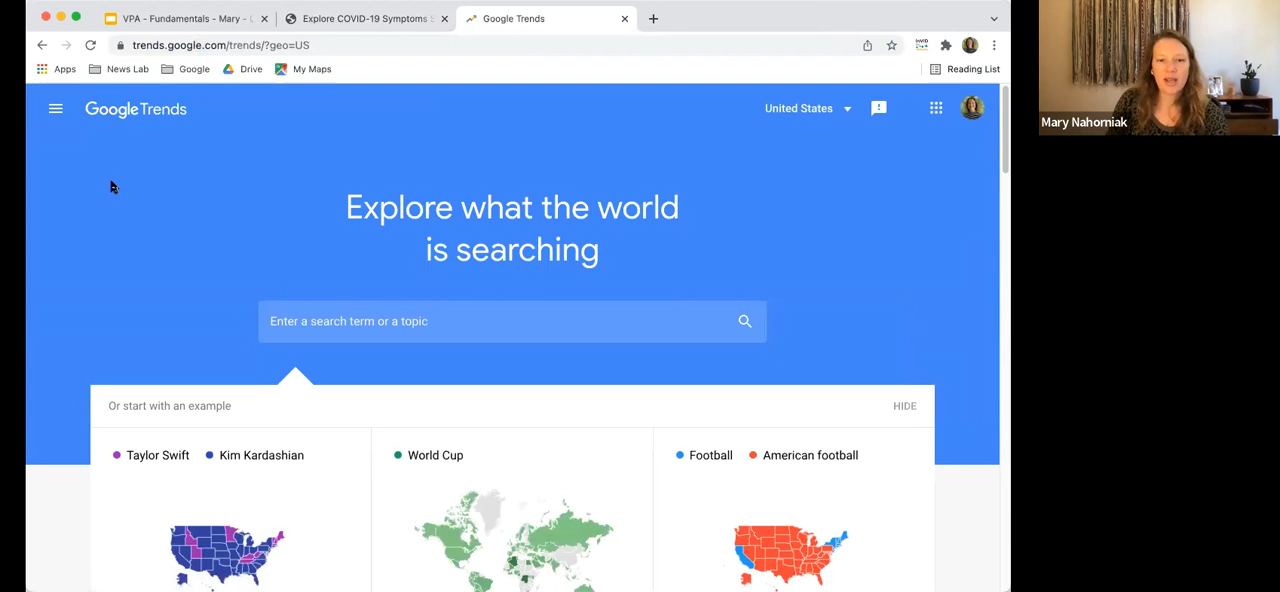 VPA - Fundamentals - Mary -
Explore COVID-19 Symptoms
Google Trends
trends.google.com/trends/?geo=US
Apps
News Lab
Google
Drive
My Maps
Reading List
Google Trends
United States
Explore what the world
is searching
Enter a search term or a topic
Or start with an example
HIDE
Taylor Swift
Kim Kardashian
World Cup
Football
American football
Mary Nahorniak